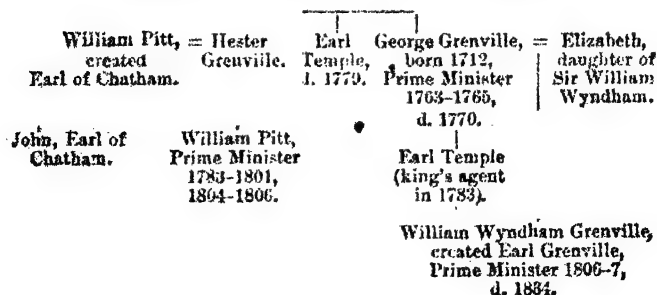 William Pitt, = Hester Earl George Grenville, = Elizabeth,
created Grenville. Temple, born 1712, daughter of
Earl of Chatham. d. 1779. Prime Minister Sir William
1763-1765, Wyndham.
d. 1770.
John, Earl of William Pitt,
Chatham. Prime Minister Earl Temple
1783-1801, (king's agent
1804-1806. in 1783).
William Wyndham Grenville,
created Earl Grenville,
Prime Minister 1806-7,
d. 1834.